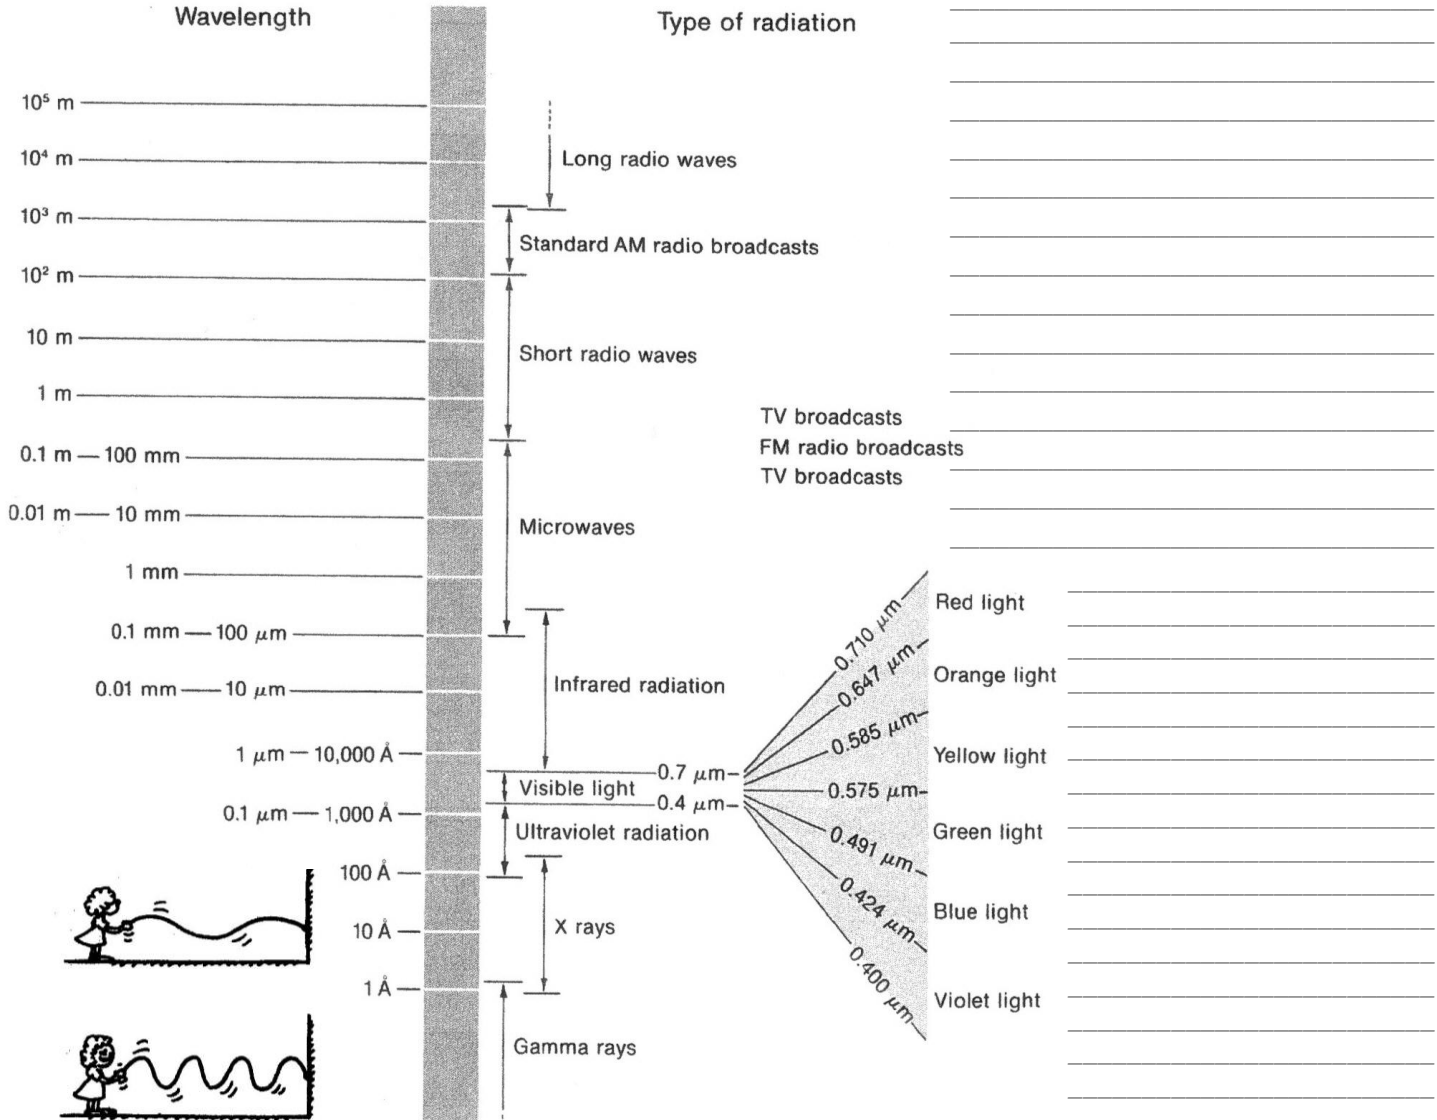 Wavelength
Type of radiation
10⁵ m
10⁴ m
Long radio waves
10³ m
Standard AM radio broadcasts
10² m
10 m
Short radio waves
1 m
TV broadcasts
FM radio broadcasts
TV broadcasts
0.1 m — 100 mm
0.01 m — 10 mm
Microwaves
1 mm
0.1 mm — 100 μm
0.01 mm — 10 μm
Infrared radiation
1 μm — 10,000 Å
0.7 μm
Visible light
0.4 μm
0.1 μm — 1,000 Å
Ultraviolet radiation
100 Å
10 Å
X rays
1 Å
Gamma rays
0.710 μm
Red light
0.647 μm
Orange light
0.585 μm
Yellow light
0.575 μm
Green light
0.491 μm
Blue light
0.424 μm
Violet light
0.400 μm